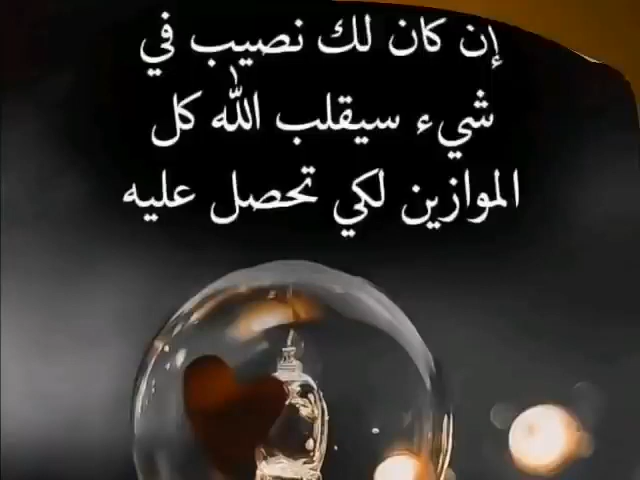 إن كان لك نصيب في
شيء سيقلب الله كل
الموازين لكي تحصل عليه